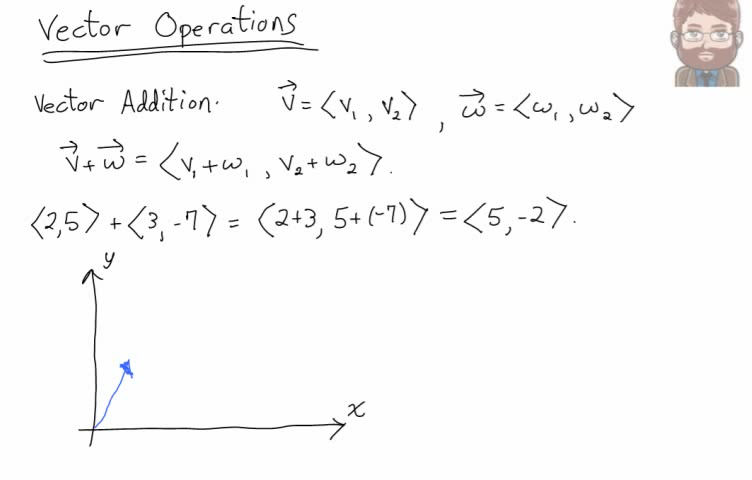 Vector Operations
Vector Addition. v⃗ = ⟨v₁, v₂⟩ , w⃗ = ⟨w₁, w₂⟩
v⃗ + w⃗ = ⟨v₁ + w₁ , v₂ + w₂⟩.
⟨2,5⟩ + ⟨3, -7⟩ = ⟨2+3, 5+(-7)⟩ = ⟨5, -2⟩.
y
x